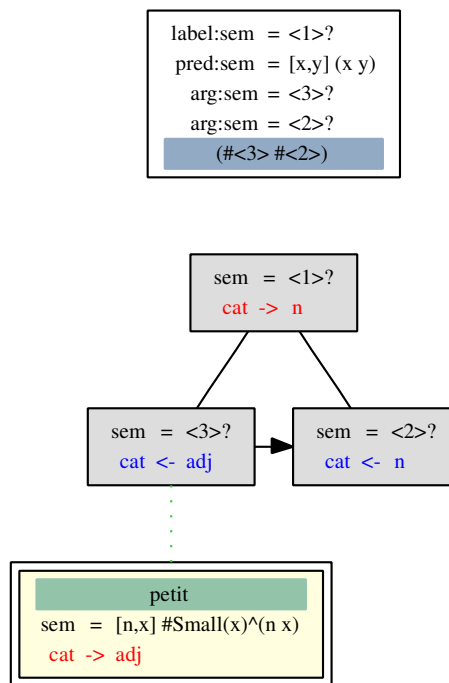 label:sem = <1>?
pred:sem = [x,y] (x y)
arg:sem = <3>?
arg:sem = <2>?
(#<3> #<2>)
sem = <1>?
cat -> n
sem = <3>?
cat <- adj
sem = <2>?
cat <- n
petit
sem = [n,x] #Small(x)^(n x)
cat -> adj